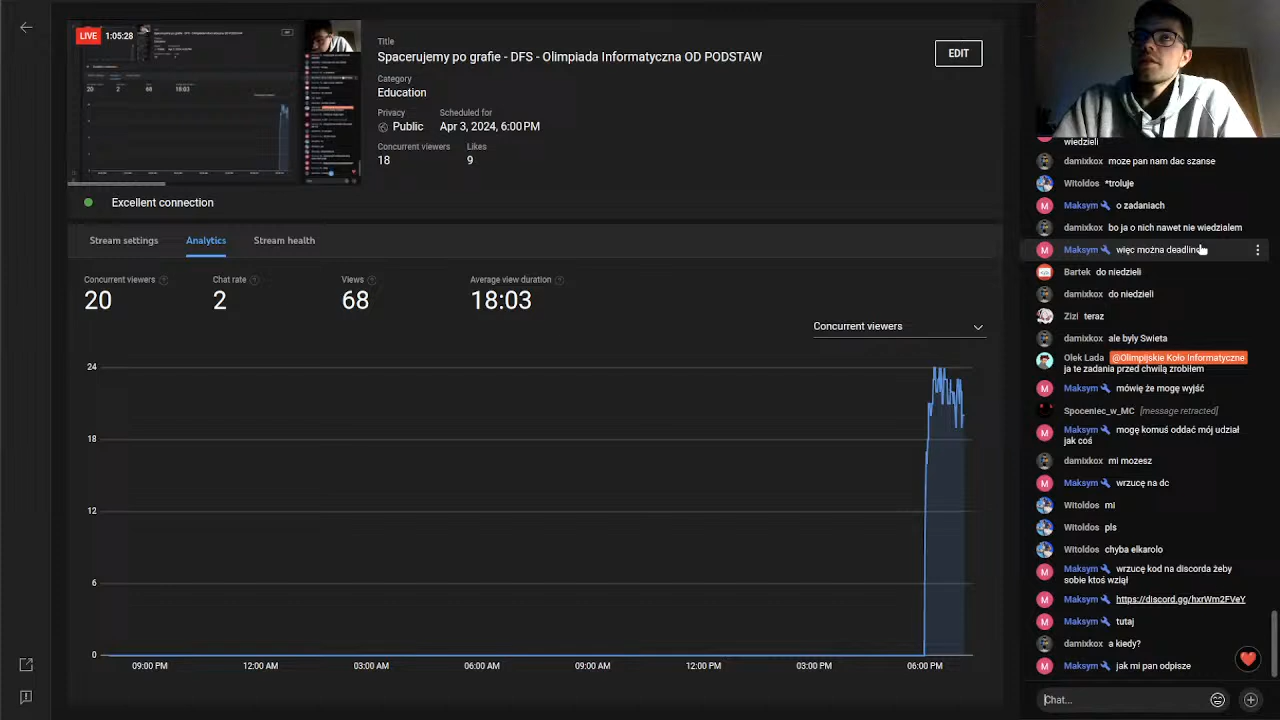 LIVE
1:05:28
Title
Spacerujemy po grafie - DFS - Olimpiada Informatyczna OD PODSTAW
Category
Education
Privacy
Public
Scheduled for
Apr 3, 6:00 PM
Concurrent viewers
18
Likes
9
EDIT
Excellent connection
Stream settings
Analytics
Stream health
Concurrent viewers
20
Chat rate
2
Views
68
Average view duration
18:03
Concurrent viewers
24
18
12
6
0
09:00 PM
12:00 AM
03:00 AM
06:00 AM
09:00 AM
12:00 PM
03:00 PM
06:00 PM
wiedzieli
damixkox moze pan nam dac szanse
Witoldos *troluje
Maksym o zadaniach
damixkox bo ja o nich nawet nie wiedzialem
Maksym więc można deadline
Bartek do niedzieli
damixkox do niedzieli
Zizi teraz
damixkox ale byly Swieta
Olek Lada @Olimpijskie Koło Informatyczne
ja te zadania przed chwilą zrobiłem
Maksym mówię że mogę wyjść
Spoceniec_w_MC [message retracted]
Maksym mogę komuś oddać mój udział
jak coś
damixkox mi mozesz
Maksym wrzucę na dc
Witoldos mi
Witoldos pls
Witoldos chyba elkarolo
Maksym wrzucę kod na discorda żeby
sobie ktoś wziął
Maksym https://discord.gg/hxrWm2FVeY
Maksym tutaj
damixkox a kiedy?
Maksym jak mi pan odpisze
Chat...